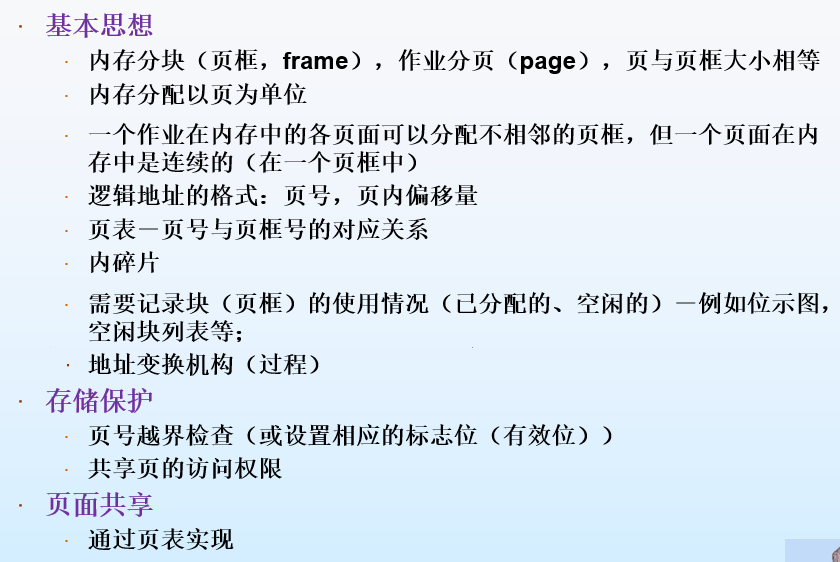 · 基本思想
· 内存分块（页框，frame），作业分页（page），页与页框大小相等
· 内存分配以页为单位
· 一个作业在内存中的各页面可以分配不相邻的页框，但一个页面在内
存中是连续的（在一个页框中）
· 逻辑地址的格式：页号，页内偏移量
· 页表－页号与页框号的对应关系
· 内碎片
· 需要记录块（页框）的使用情况（已分配的、空闲的）－例如位示图，
空闲块列表等；
· 地址变换机构（过程）
· 存储保护
· 页号越界检查（或设置相应的标志位（有效位））
· 共享页的访问权限
· 页面共享
· 通过页表实现